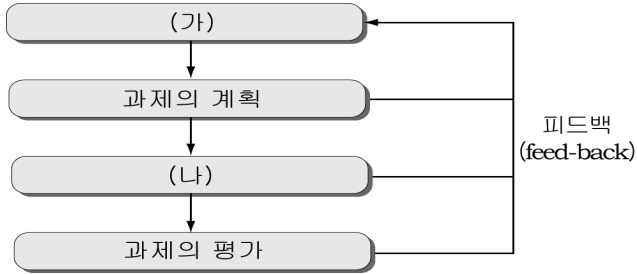 (가)
과제의 계획
(나)
과제의 평가
피드백
(feed-back)